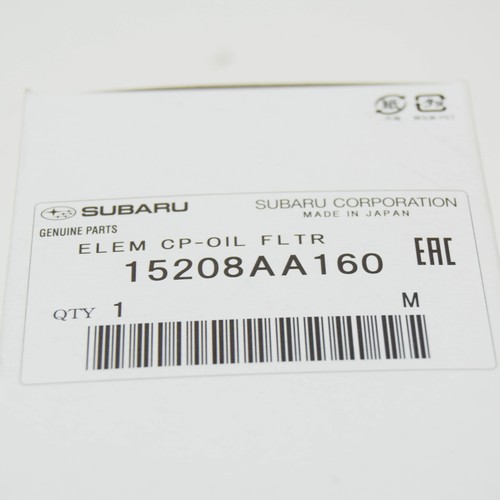 SUBARU
SUBARU CORPORATION
MADE IN JAPAN
GENUINE PARTS
ELEM CP-OIL FLTR
15208AA160
EAC
QTY 1
M